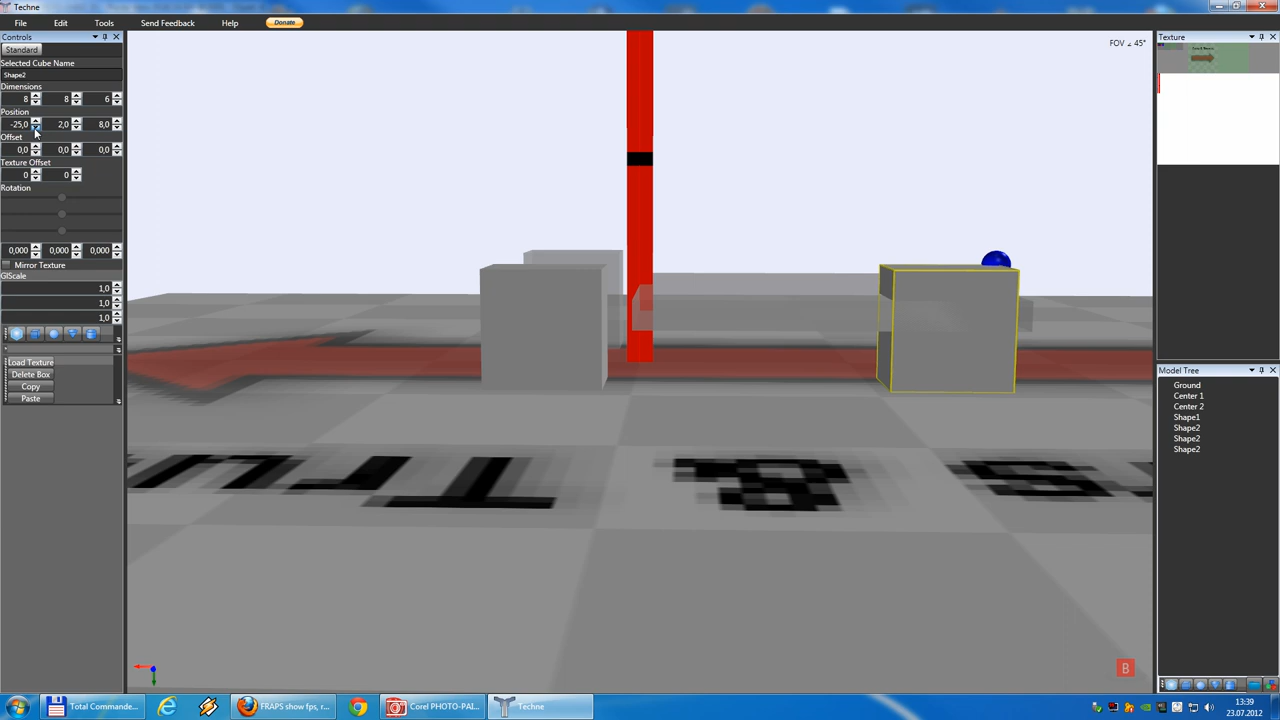 Techne
File Edit Tools Send Feedback Help Donate
Controls
Standard
Selected Cube Name
Shape2
Dimensions
8 8 6
Position
-25,0 2,0 8,0
Offset
0,0 0,0 0,0
Texture Offset
0 0
Rotation
0,000 0,000 0,000
Mirror Texture
GlScale
1,0
1,0
1,0
Load Texture
Delete Box
Copy
Paste
FOV ∠ 45°
B
Texture
Model Tree
Ground
Center 1
Center 2
Shape1
Shape2
Shape2
Shape2
Total Commande...
FRAPS show fps, r...
Corel PHOTO-PAI...
Techne
13:39
23.07.2012